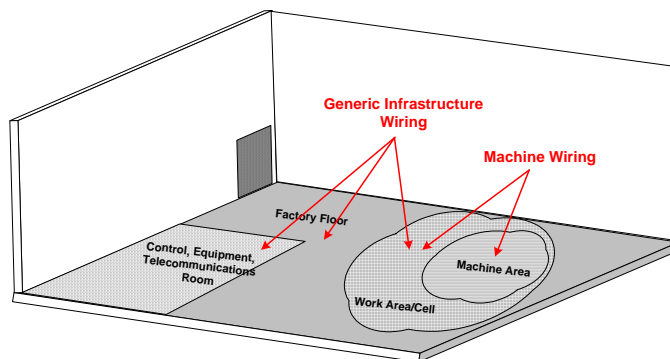 Generic Infrastructure
Wiring
Machine Wiring
Factory Floor
Control, Equipment,
Telecommunications
Room
Machine Area
Work Area/Cell